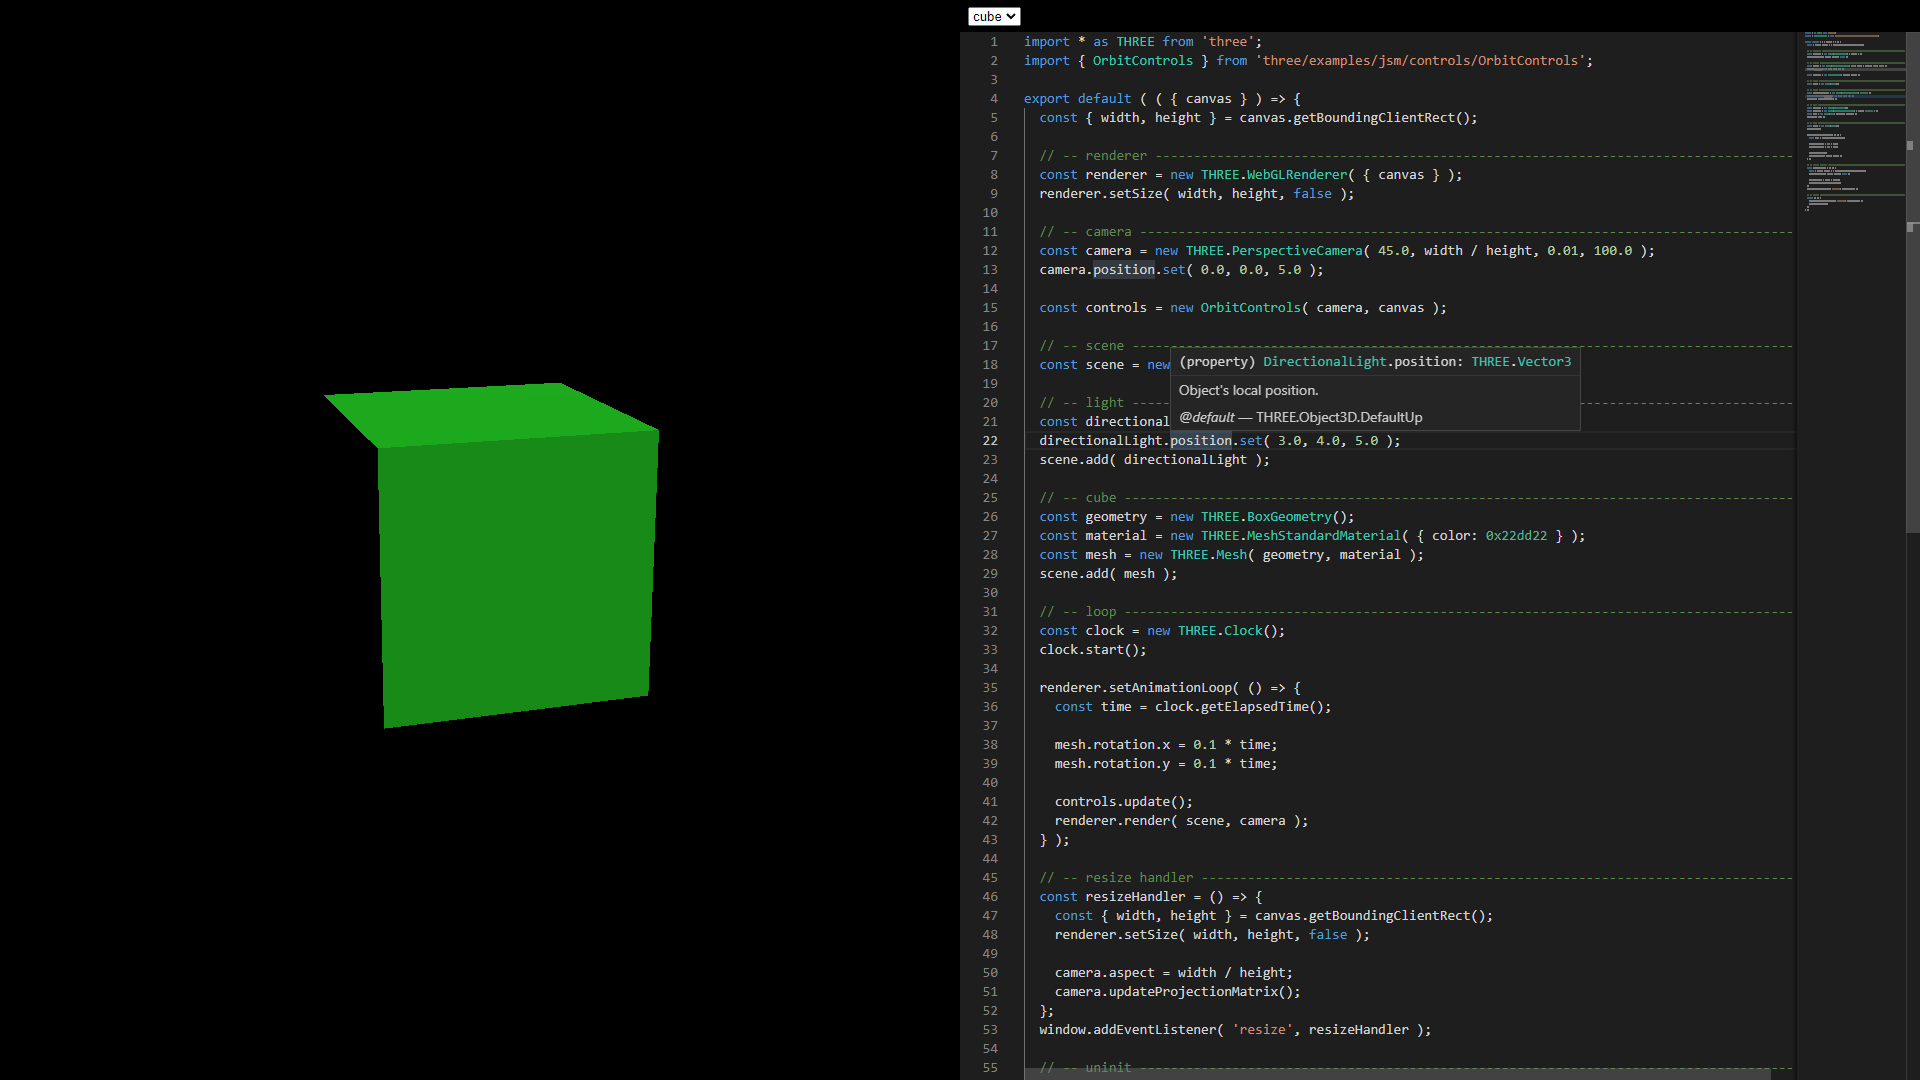 cube
1 import * as THREE from 'three';
2 import { OrbitControls } from 'three/examples/jsm/controls/OrbitControls';
3
4 export default ( ( { canvas } ) => {
5 const { width, height } = canvas.getBoundingClientRect();
6
7 // -- renderer -------------------------------------------------------------------------------------
8 const renderer = new THREE.WebGLRenderer( { canvas } );
9 renderer.setSize( width, height, false );
10
11 // -- camera ---------------------------------------------------------------------------------------
12 const camera = new THREE.PerspectiveCamera( 45.0, width / height, 0.01, 100.0 );
13 camera.position.set( 0.0, 0.0, 5.0 );
14
15 const controls = new OrbitControls( camera, canvas );
16
17 // -- scene ----------------------------------------------------------------------------------------
(property) DirectionalLight.position: THREE.Vector3
18 const scene = new
19
Object's local position.
20 // -- light ----------------------------------------------------------------------------------------
@default — THREE.Object3D.DefaultUp
21 const directional
22 directionalLight.position.set( 3.0, 4.0, 5.0 );
23 scene.add( directionalLight );
24
25 // -- cube -----------------------------------------------------------------------------------------
26 const geometry = new THREE.BoxGeometry();
27 const material = new THREE.MeshStandardMaterial( { color: 0x22dd22 } );
28 const mesh = new THREE.Mesh( geometry, material );
29 scene.add( mesh );
30
31 // -- loop -----------------------------------------------------------------------------------------
32 const clock = new THREE.Clock();
33 clock.start();
34
35 renderer.setAnimationLoop( () => {
36 const time = clock.getElapsedTime();
37
38 mesh.rotation.x = 0.1 * time;
39 mesh.rotation.y = 0.1 * time;
40
41 controls.update();
42 renderer.render( scene, camera );
43 } );
44
45 // -- resize handler -------------------------------------------------------------------------------
46 const resizeHandler = () => {
47 const { width, height } = canvas.getBoundingClientRect();
48 renderer.setSize( width, height, false );
49
50 camera.aspect = width / height;
51 camera.updateProjectionMatrix();
52 };
53 window.addEventListener( 'resize', resizeHandler );
54
55 // -- uninit ---------------------------------------------------------------------------------------